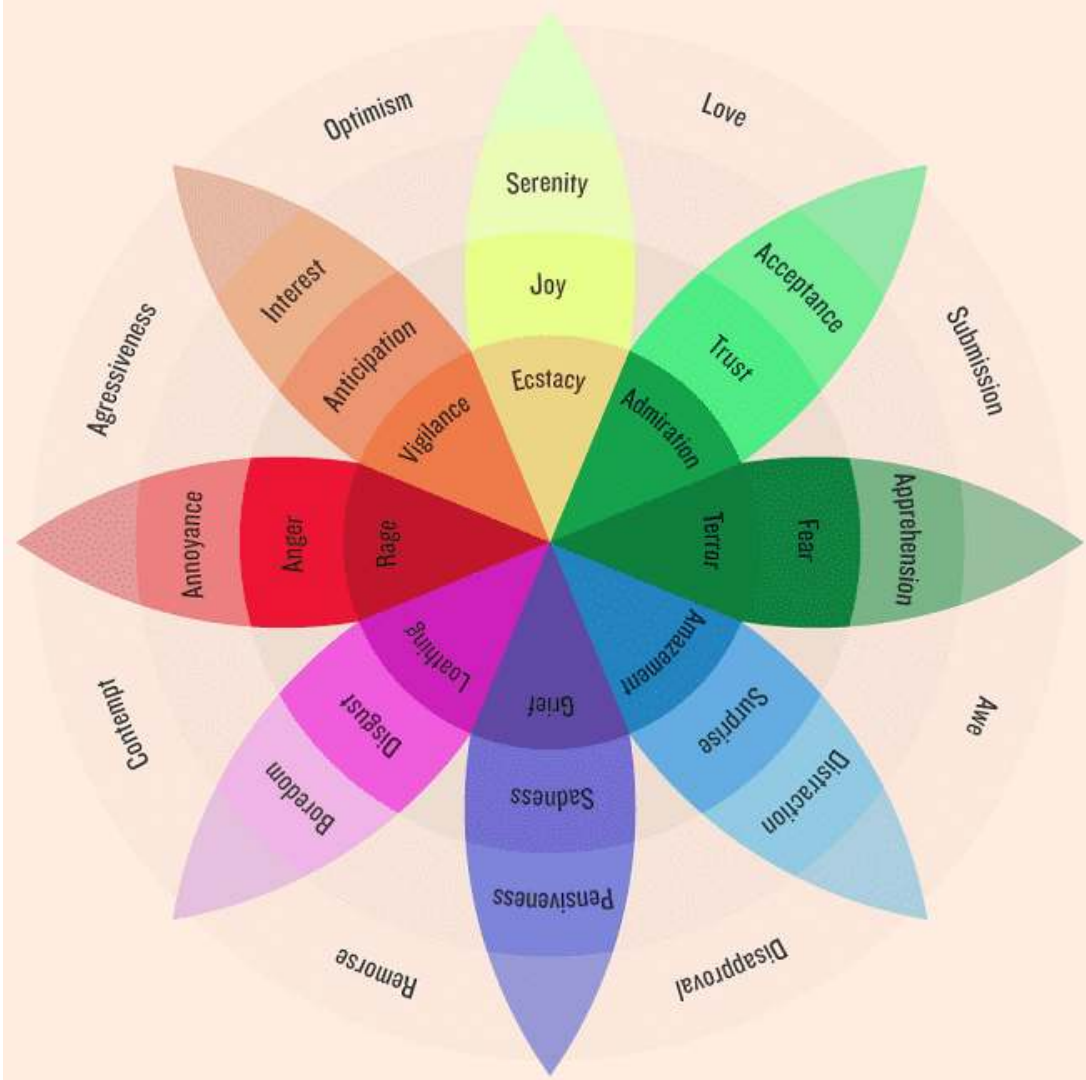 Optimism
Love
Serenity
Joy
Ecstacy
Acceptance
Trust
Admiration
Submission
Apprehension
Fear
Terror
Awe
Amazement
Surprise
Distraction
Disapproval
Grief
Sadness
Pensiveness
Remorse
Loathing
Disgust
Boredom
Contempt
Annoyance
Anger
Rage
Agressiveness
Interest
Anticipation
Vigilance